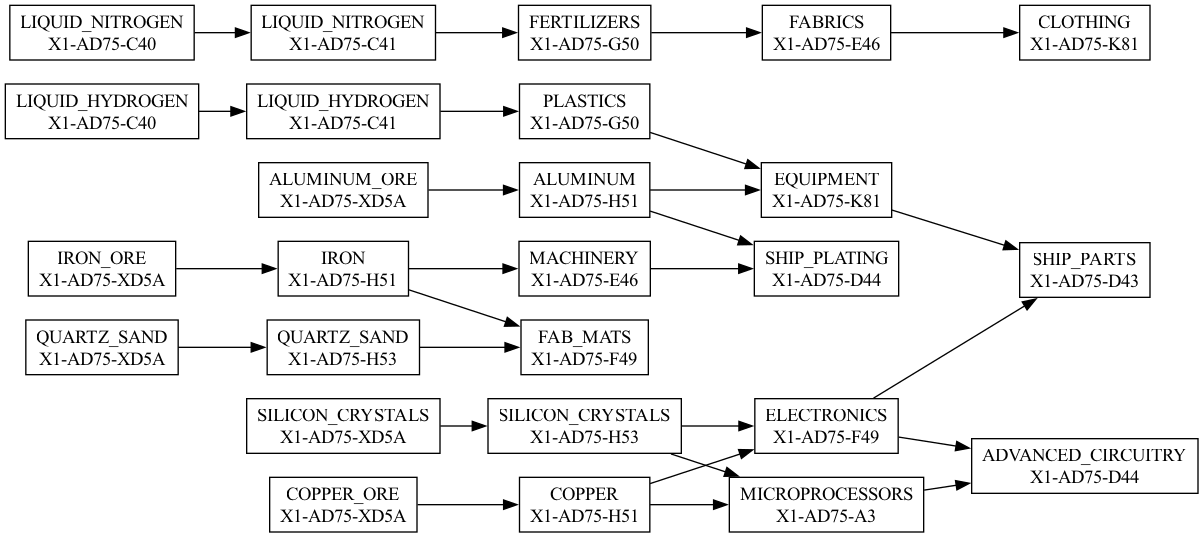 LIQUID_NITROGEN
X1-AD75-C40
LIQUID_NITROGEN
X1-AD75-C41
FERTILIZERS
X1-AD75-G50
FABRICS
X1-AD75-E46
CLOTHING
X1-AD75-K81
LIQUID_HYDROGEN
X1-AD75-C40
LIQUID_HYDROGEN
X1-AD75-C41
PLASTICS
X1-AD75-G50
ALUMINUM_ORE
X1-AD75-XD5A
ALUMINUM
X1-AD75-H51
EQUIPMENT
X1-AD75-K81
IRON_ORE
X1-AD75-XD5A
IRON
X1-AD75-H51
MACHINERY
X1-AD75-E46
SHIP_PLATING
X1-AD75-D44
SHIP_PARTS
X1-AD75-D43
QUARTZ_SAND
X1-AD75-XD5A
QUARTZ_SAND
X1-AD75-H53
FAB_MATS
X1-AD75-F49
SILICON_CRYSTALS
X1-AD75-XD5A
SILICON_CRYSTALS
X1-AD75-H53
ELECTRONICS
X1-AD75-F49
ADVANCED_CIRCUITRY
X1-AD75-D44
COPPER_ORE
X1-AD75-XD5A
COPPER
X1-AD75-H51
MICROPROCESSORS
X1-AD75-A3